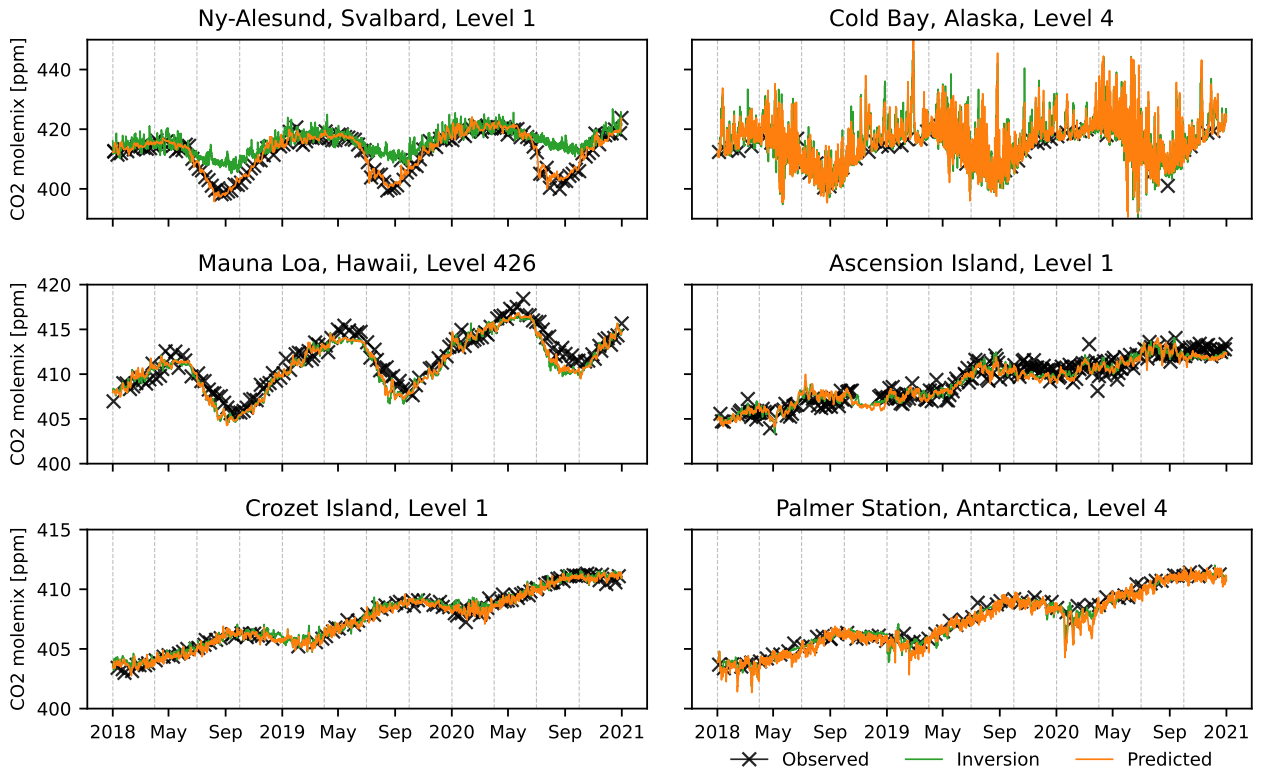 Ny-Alesund, Svalbard, Level 1
Cold Bay, Alaska, Level 4
CO2 molemix [ppm]
440
420
400
Mauna Loa, Hawaii, Level 426
Ascension Island, Level 1
CO2 molemix [ppm]
420
415
410
405
400
Crozet Island, Level 1
Palmer Station, Antarctica, Level 4
CO2 molemix [ppm]
415
410
405
400
2018 May Sep 2019 May Sep 2020 May Sep 2021
2018 May Sep 2019 May Sep 2020 May Sep 2021
Observed Inversion Predicted